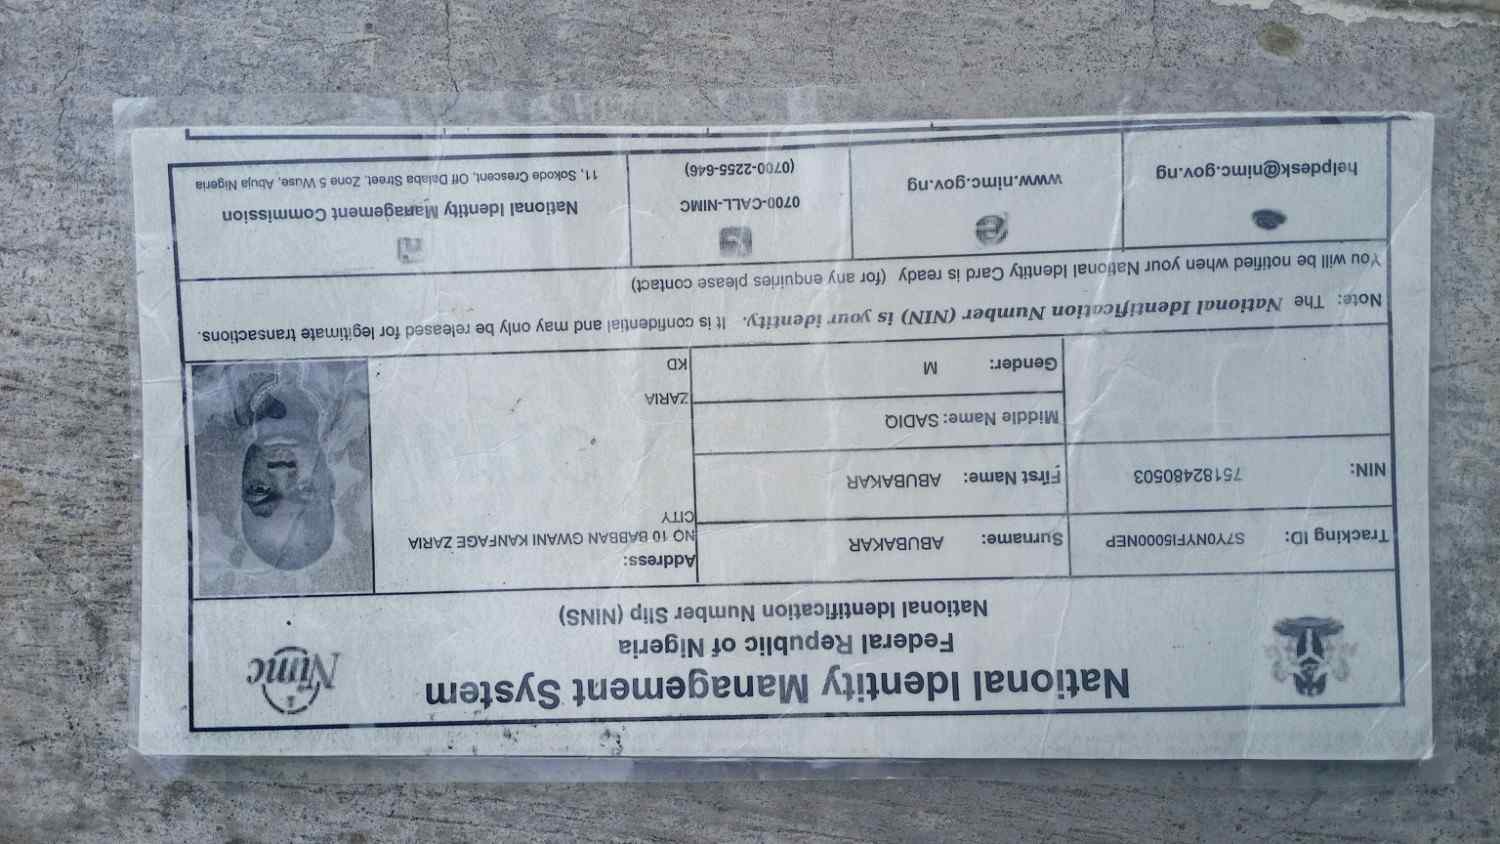 National Identity Management System
Federal Republic of Nigeria
National Identification Number Slip (NINS)
Nimc
Tracking ID: S7Y0NYFI5000NEP
Surname: ABUBAKAR
Address:
NO 10 BABBAN GWANI KANFAGE ZARIA
CITY
NIN: 75182480503
First Name: ABUBAKAR
Middle Name: SADIQ
ZARIA
Gender: M
KD
Note: The National Identification Number (NIN) is your identity. It is confidential and may only be released for legitimate transactions.
You will be notified when your National Identity Card is ready (for any enquiries please contact)
helpdesk@nimc.gov.ng
www.nimc.gov.ng
0700-CALL-NIMC
(0700-2255-646)
National Identity Management Commission
11, Sokode Crescent, Off Dalaba Street, Zone 5 Wuse, Abuja Nigeria